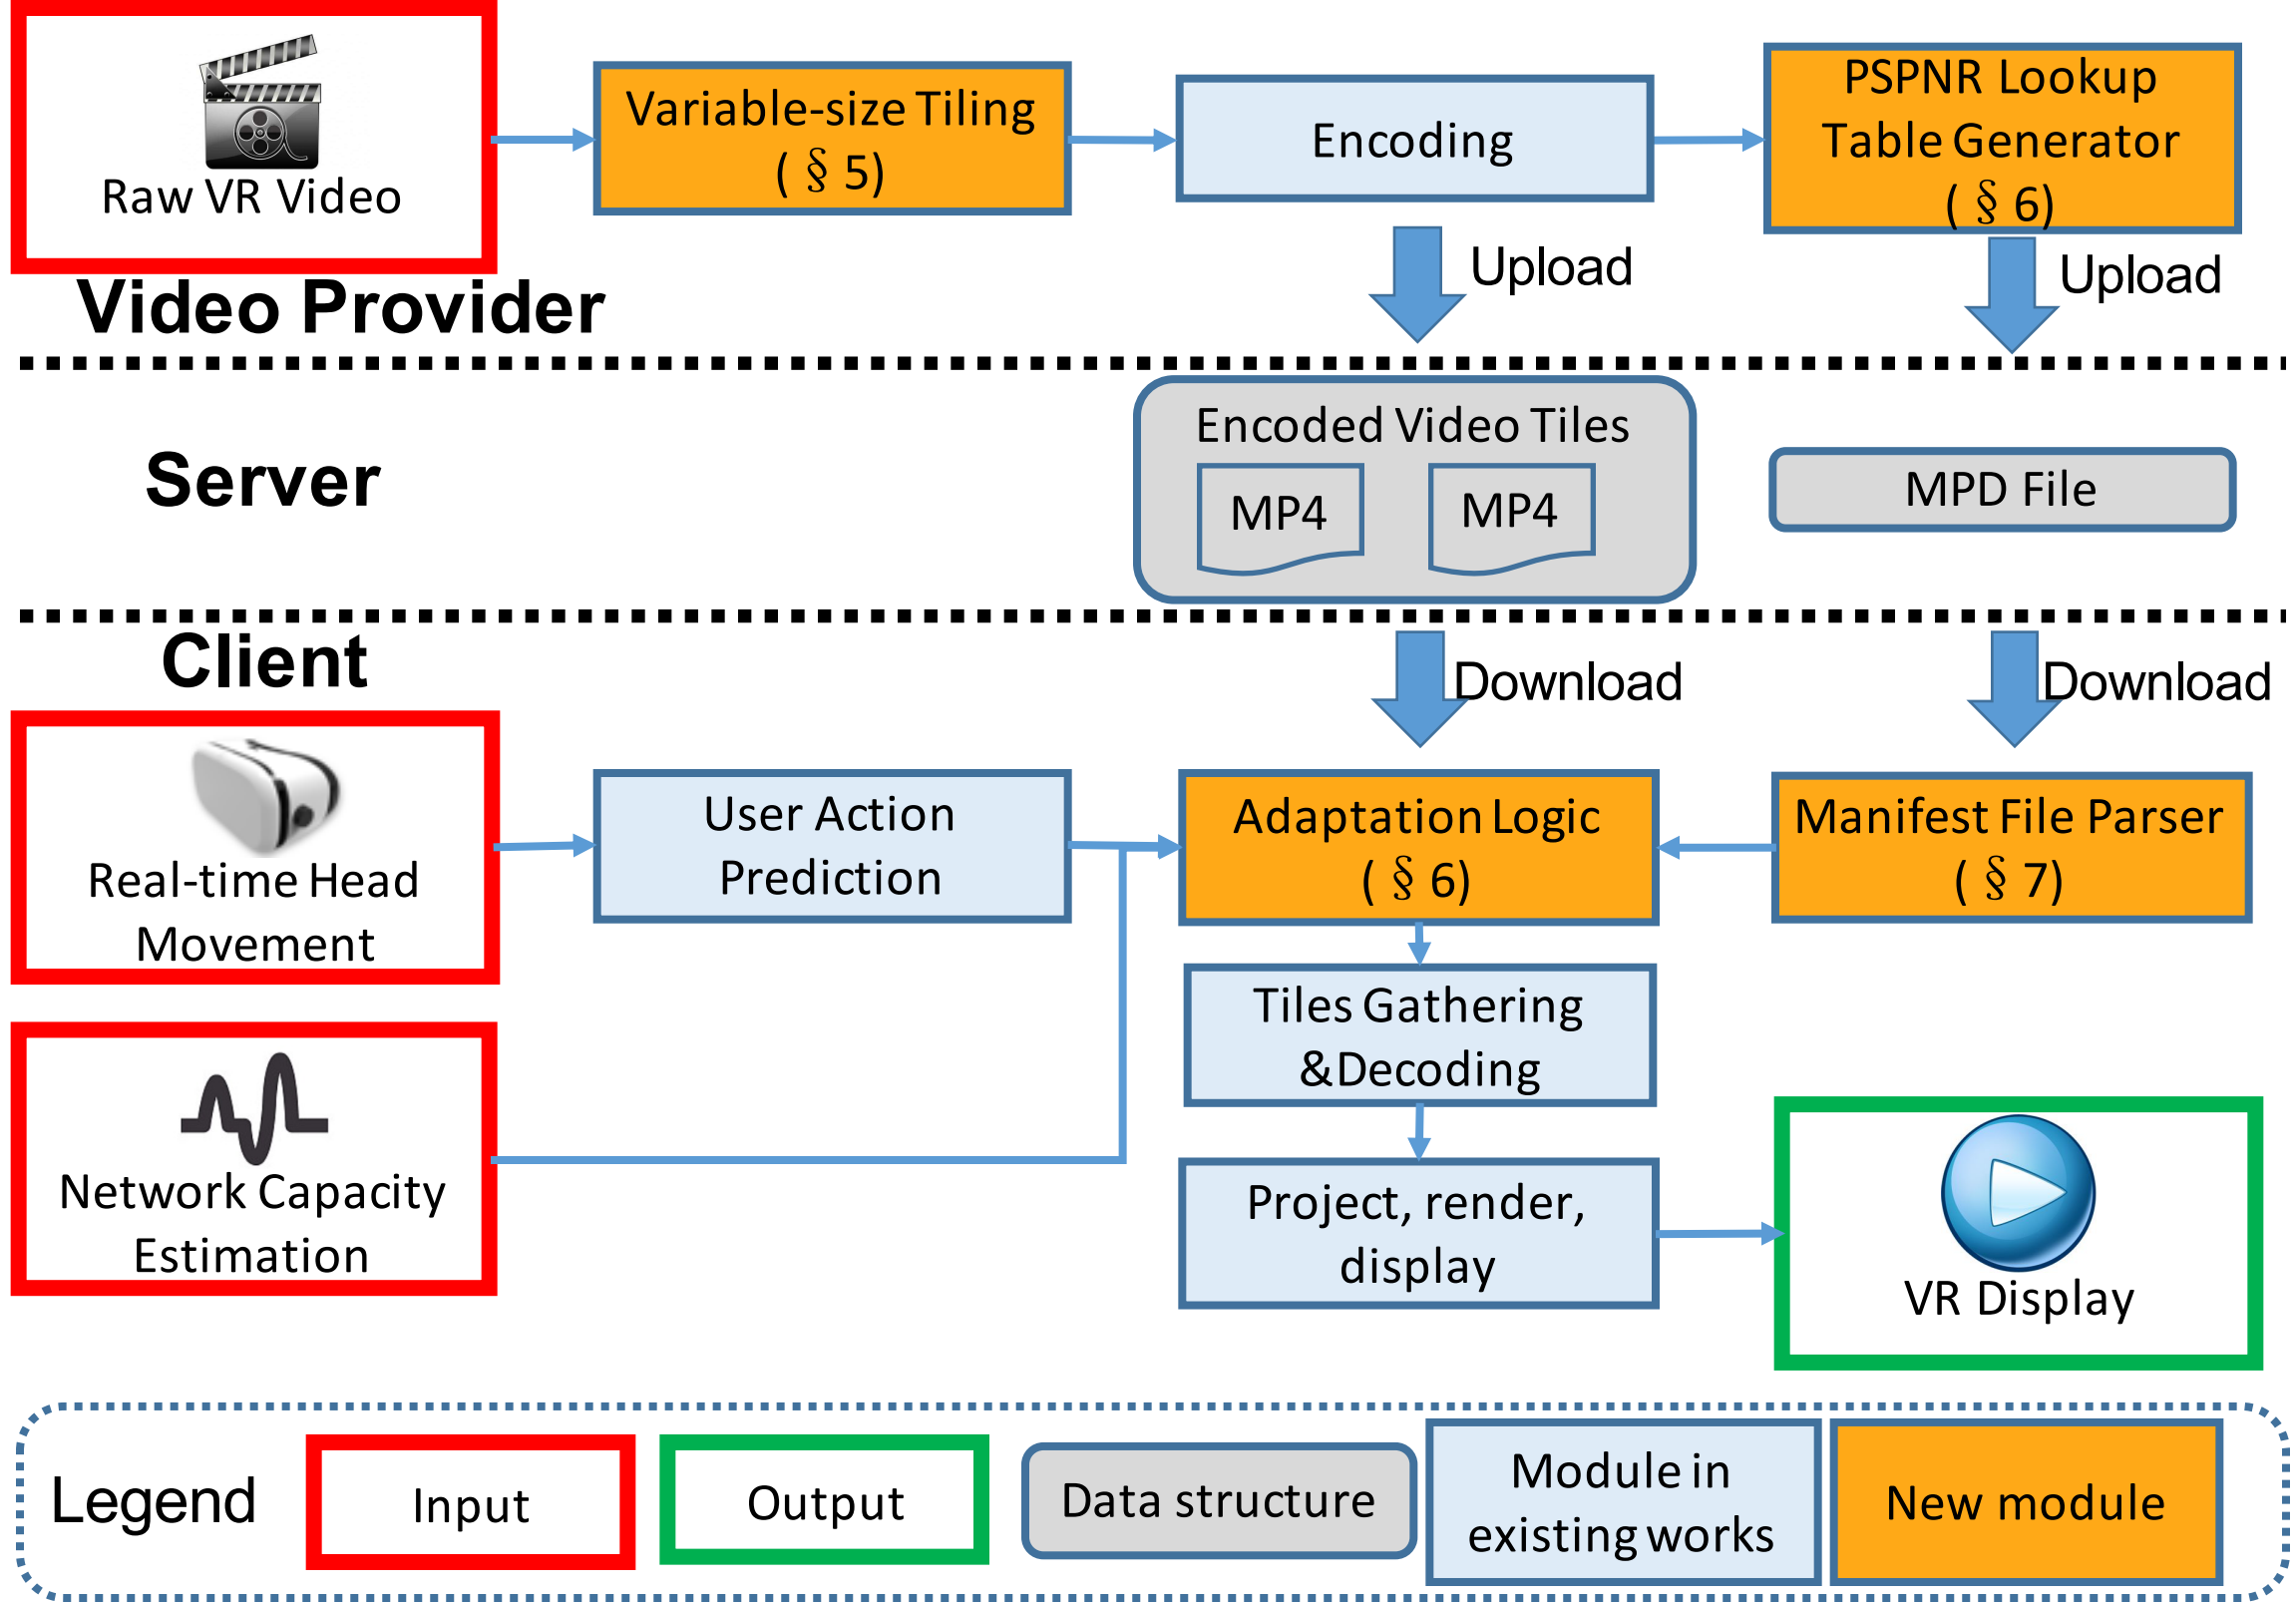 Raw VR Video
Variable-size Tiling
( § 5)
Encoding
PSPNR Lookup
Table Generator
( § 6)
Upload
Upload
Video Provider
Server
Encoded Video Tiles
MP4
MP4
MPD File
Client
Download
Download
Real-time Head
Movement
User Action
Prediction
Adaptation Logic
( § 6)
Manifest File Parser
( § 7)
Tiles Gathering
&Decoding
Network Capacity
Estimation
Project, render,
display
VR Display
Legend
Input
Output
Data structure
Module in
existing works
New module